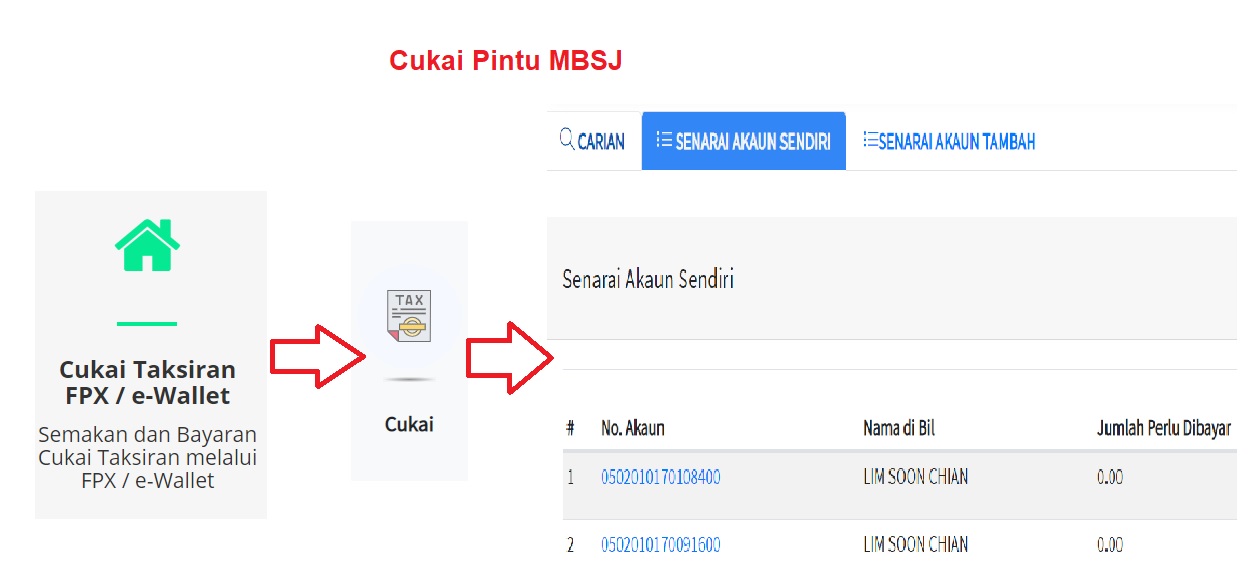 Cukai Pintu MBSJ
CARIAN
SENARAI AKAUN SENDIRI
SENARAI AKAUN TAMBAH
Cukai Taksiran
FPX / e-Wallet
Semakan dan Bayaran
Cukai Taksiran melalui
FPX / e-Wallet
TAX
Cukai
Senarai Akaun Sendiri
# No. Akaun Nama di Bil Jumlah Perlu Dibayar
1 0502010170108400 LIM SOON CHIAN 0.00
2 0502010170091600 LIM SOON CHIAN 0.00